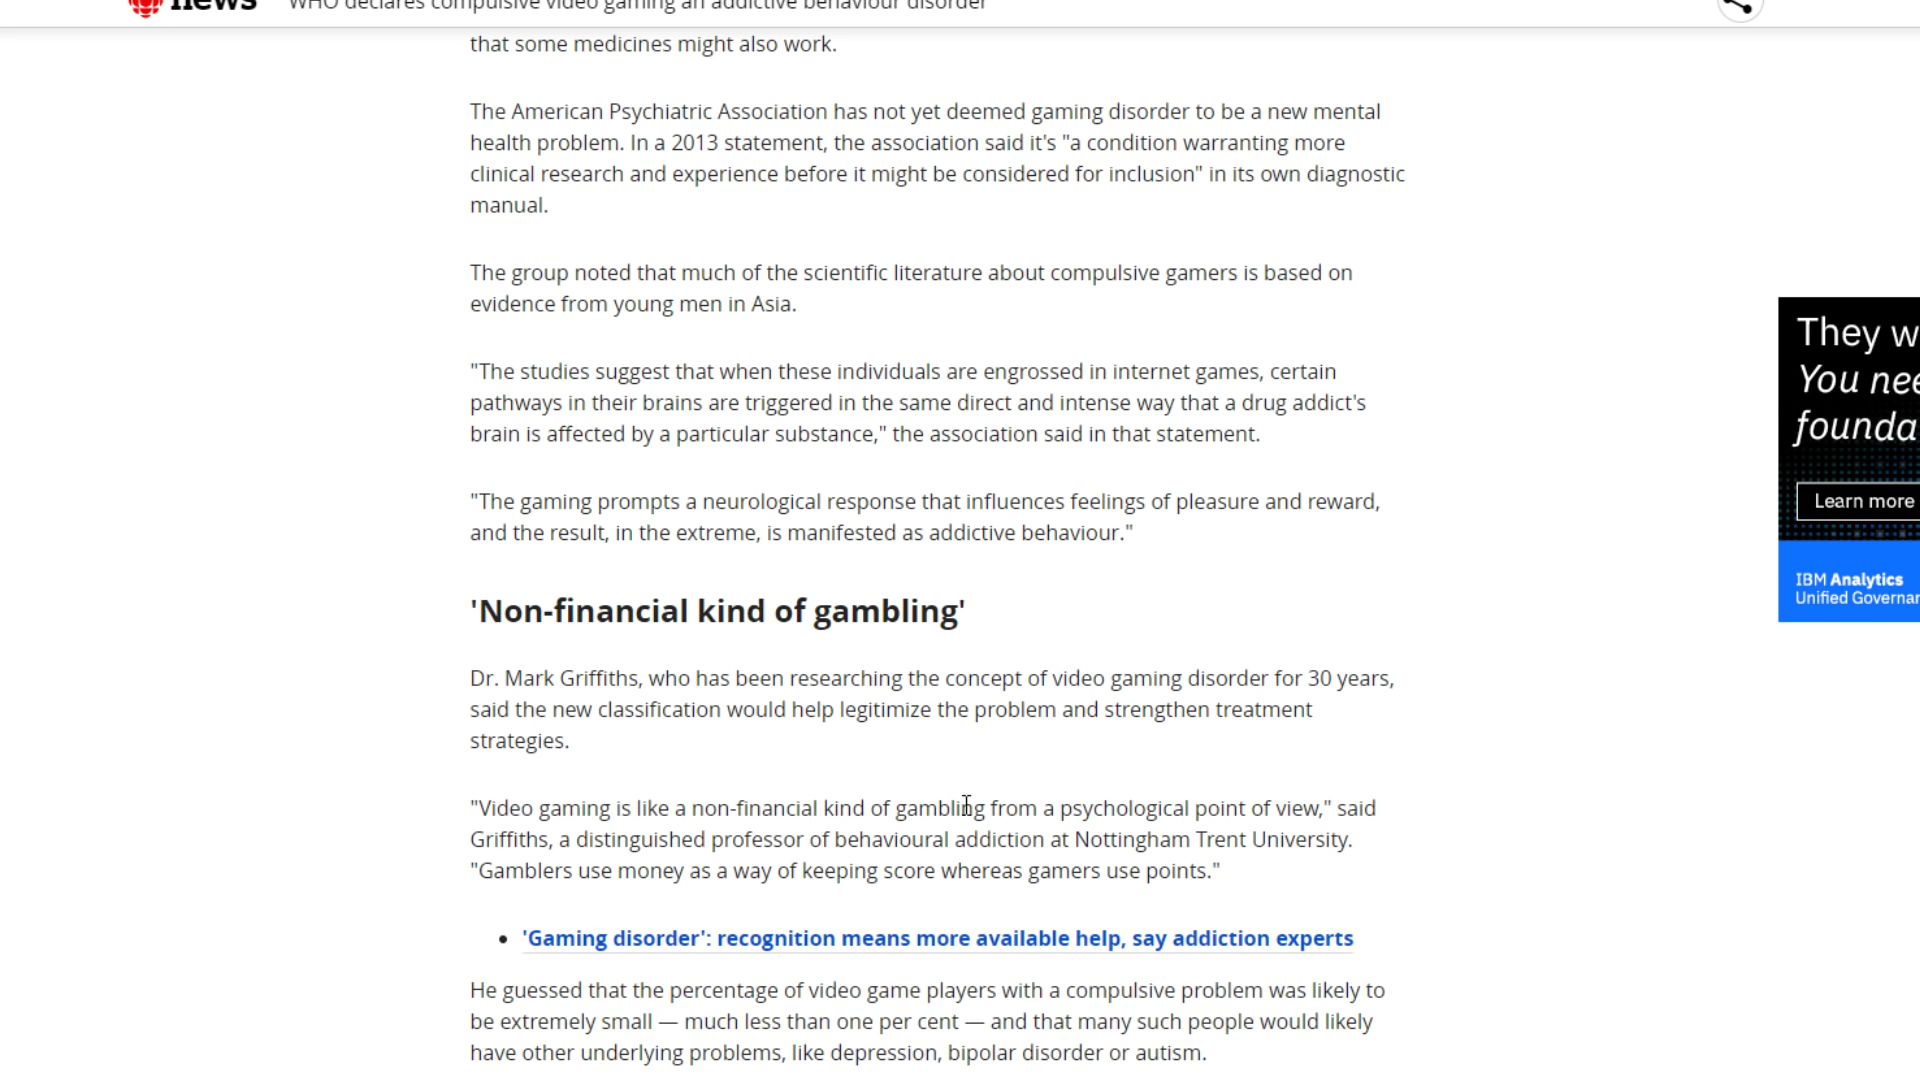 news WHO declares compulsive video gaming an addictive behaviour disorder
that some medicines might also work.
The American Psychiatric Association has not yet deemed gaming disorder to be a new mental
health problem. In a 2013 statement, the association said it's "a condition warranting more
clinical research and experience before it might be considered for inclusion" in its own diagnostic
manual.
The group noted that much of the scientific literature about compulsive gamers is based on
evidence from young men in Asia.
"The studies suggest that when these individuals are engrossed in internet games, certain
pathways in their brains are triggered in the same direct and intense way that a drug addict's
brain is affected by a particular substance," the association said in that statement.
"The gaming prompts a neurological response that influences feelings of pleasure and reward,
and the result, in the extreme, is manifested as addictive behaviour."
'Non-financial kind of gambling'
Dr. Mark Griffiths, who has been researching the concept of video gaming disorder for 30 years,
said the new classification would help legitimize the problem and strengthen treatment
strategies.
"Video gaming is like a non-financial kind of gambling from a psychological point of view," said
Griffiths, a distinguished professor of behavioural addiction at Nottingham Trent University.
"Gamblers use money as a way of keeping score whereas gamers use points."
• 'Gaming disorder': recognition means more available help, say addiction experts
He guessed that the percentage of video game players with a compulsive problem was likely to
be extremely small — much less than one per cent — and that many such people would likely
have other underlying problems, like depression, bipolar disorder or autism.
They
You
Learn more
IBM Analytics
Unified